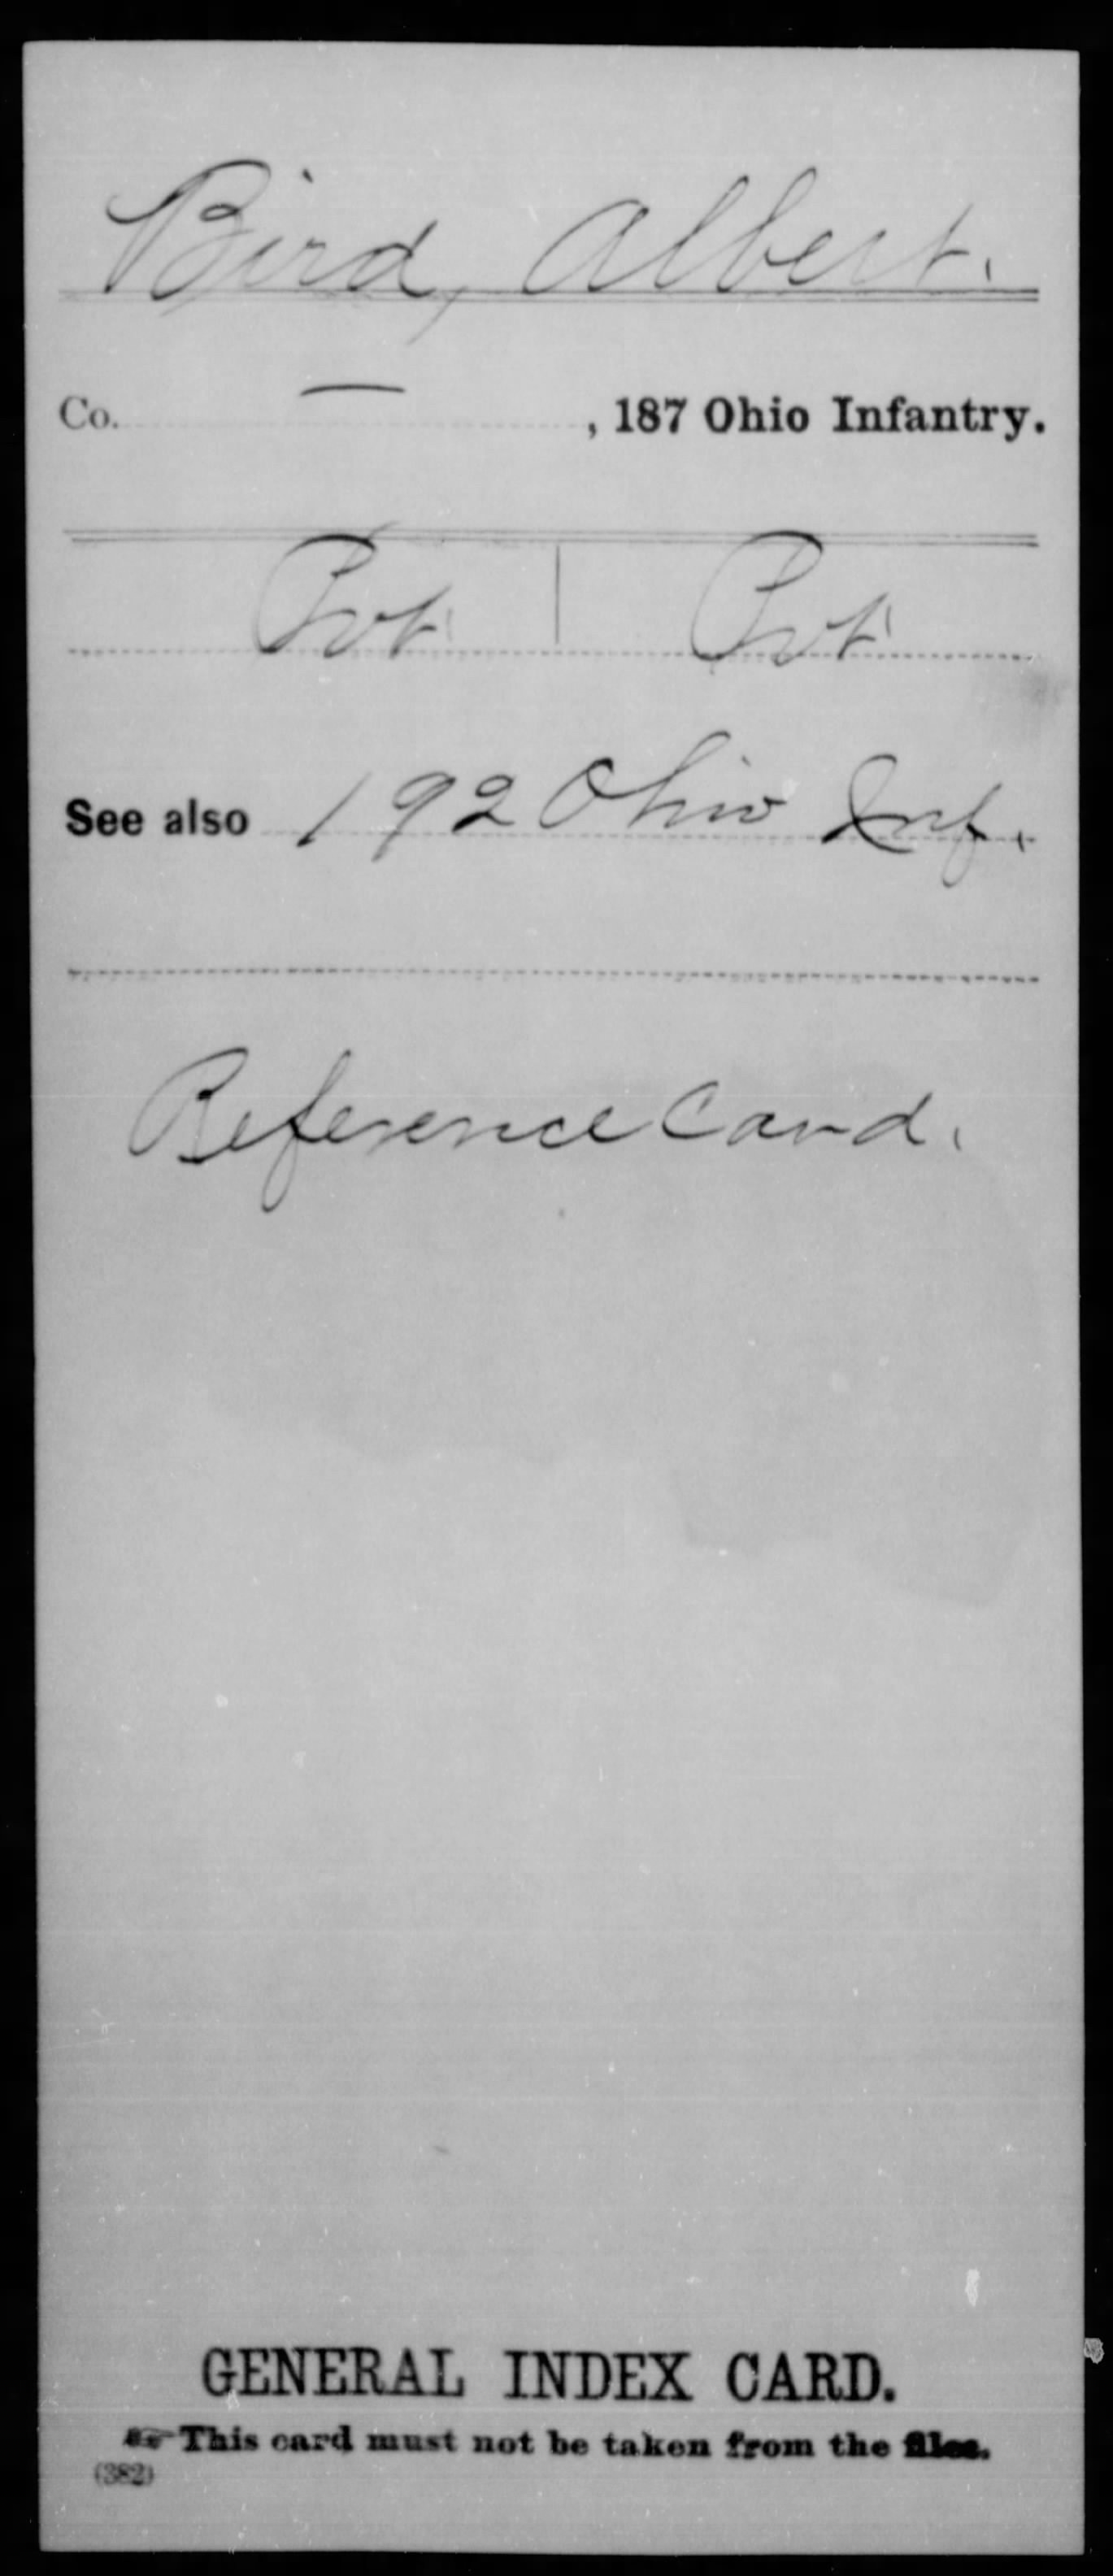 Bird, Albert.
Co. — , 187 Ohio Infantry.
Pvt | Pvt
See also 192 Ohio Inf.
Reference Card.
GENERAL INDEX CARD.
☞This card must not be taken from the files.
(382)